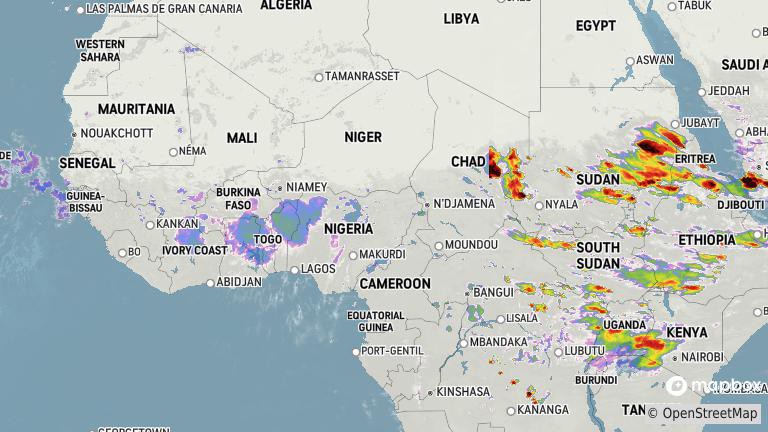 LAS PALMAS DE GRAN CANARIA
ALGERIA
LIBYA
EGYPT
TABUK
WESTERN
SAHARA
TAMANRASSET
ASWAN
SAUDI A
JEDDAH
MAURITANIA
NOUAKCHOTT
MALI
NIGER
JUBAYT
ABHA
DE
SENEGAL
NÉMA
CHAD
SUDAN
ERITREA
GUINEA-
BISSAU
BURKINA
FASO
NIAMEY
N'DJAMENA
NYALA
DJIBOUTI
KANKAN
BO
IVORY COAST
TOGO
NIGERIA
MAKURDI
MOUNDOU
SOUTH
SUDAN
ETHIOPIA
H
ABIDJAN
LAGOS
CAMEROON
BANGUI
EQUATORIAL
GUINEA
LISALA
UGANDA
KENYA
B
PORT-GENTIL
MBANDAKA
LUBUTU
NAIROBI
BURUNDI
KINSHASA
KANANGA
TAN
mapbox
© OpenStreetMap
GEORGETOWN